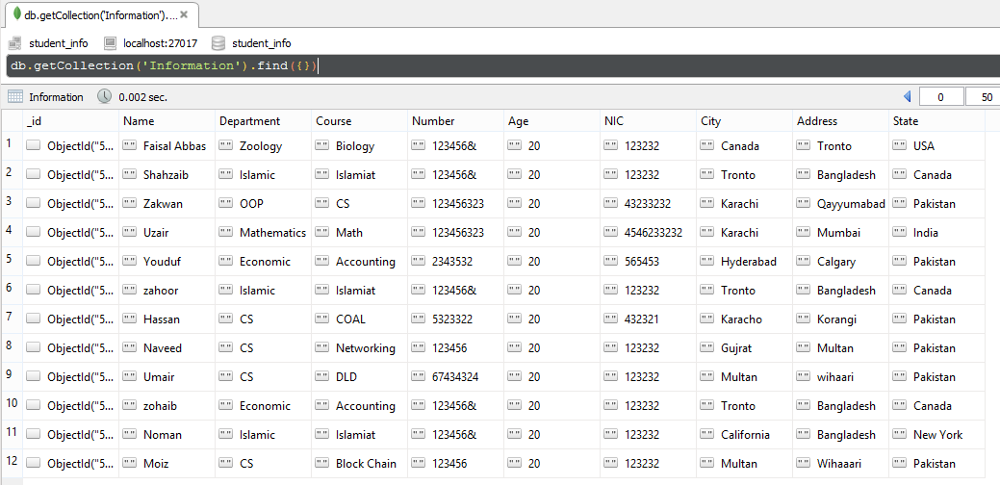 db.getCollection('Information')....
student_info localhost:27017 student_info
db.getCollection('Information').find({})
Information 0.002 sec. 0 50
_id Name Department Course Number Age NIC City Address State
1 ObjectId("5... "" Faisal Abbas "" Zoology "" Biology "" 123456& "" 20 "" 123232 "" Canada "" Tronto "" USA
2 ObjectId("5... "" Shahzaib "" Islamic "" Islamiat "" 123456& "" 20 "" 123232 "" Tronto "" Bangladesh "" Canada
3 ObjectId("5... "" Zakwan "" OOP "" CS "" 123456323 "" 20 "" 43233232 "" Karachi "" Qayyumabad "" Pakistan
4 ObjectId("5... "" Uzair "" Mathematics "" Math "" 123456323 "" 20 "" 4546233232 "" Karachi "" Mumbai "" India
5 ObjectId("5... "" Youduf "" Economic "" Accounting "" 2343532 "" 20 "" 565453 "" Hyderabad "" Calgary "" Pakistan
6 ObjectId("5... "" zahoor "" Islamic "" Islamiat "" 123456& "" 20 "" 123232 "" Tronto "" Bangladesh "" Canada
7 ObjectId("5... "" Hassan "" CS "" COAL "" 5323322 "" 20 "" 432321 "" Karacho "" Korangi "" Pakistan
8 ObjectId("5... "" Naveed "" CS "" Networking "" 123456 "" 20 "" 123232 "" Gujrat "" Multan "" Pakistan
9 ObjectId("5... "" Umair "" CS "" DLD "" 67434324 "" 20 "" 123232 "" Multan "" wihaari "" Pakistan
10 ObjectId("5... "" zohaib "" Economic "" Accounting "" 123456& "" 20 "" 123232 "" Tronto "" Bangladesh "" Canada
11 ObjectId("5... "" Noman "" Islamic "" Islamiat "" 123456& "" 20 "" 123232 "" California "" Bangladesh "" New York
12 ObjectId("5... "" Moiz "" CS "" Block Chain "" 123456 "" 20 "" 123232 "" Multan "" Wihaaari "" Pakistan